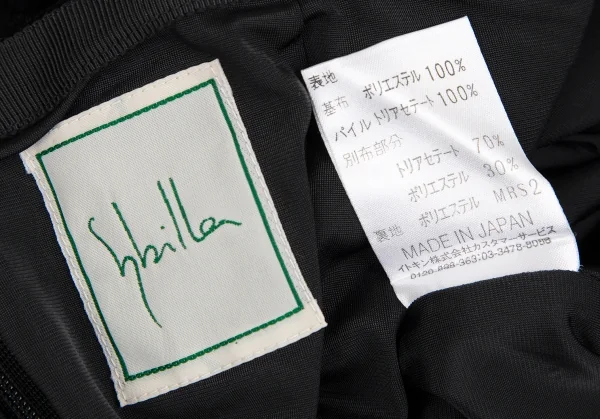 Sybilla
表地
基布 ポリエステル 100%
パイル トリアセテート 100%
別布部分
トリアセテート 70%
ポリエステル 30%
裏地 ポリエステル MRS2
MADE IN JAPAN
イトキン株式会社カスタマーサービス
03-3478-8088